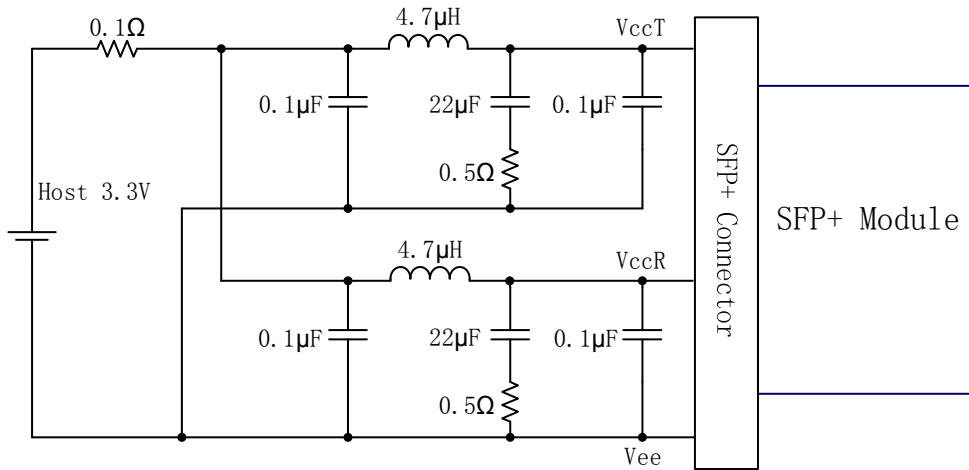 4.7μH
0.1Ω
VccT
0.1μF
22μF
0.1μF
0.5Ω
Host 3.3V
SFP+ Connector
SFP+ Module
4.7μH
VccR
0.1μF
22μF
0.1μF
0.5Ω
Vee